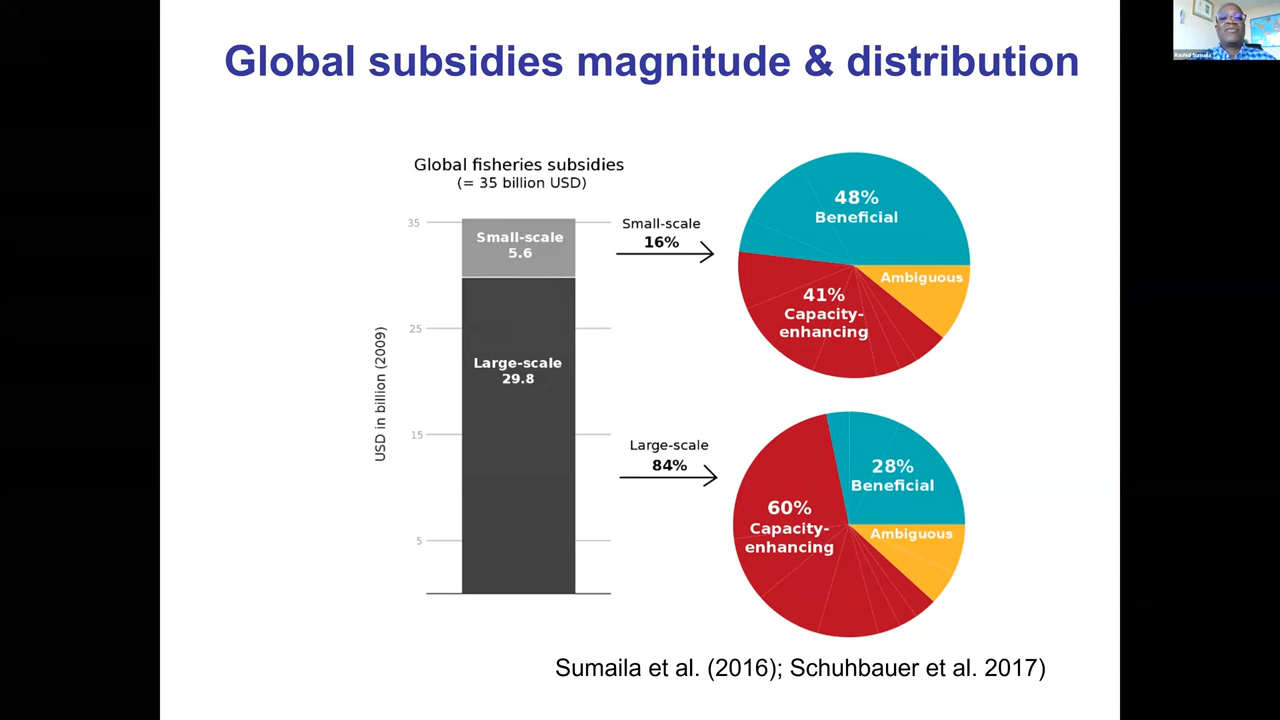 Global subsidies magnitude & distribution
Rashid Sumaila
Global fisheries subsidies
(= 35 billion USD)
USD in billion (2009)
35
25
15
5
Small-scale
5.6
Large-scale
29.8
Small-scale
16%
48%
Beneficial
Ambiguous
41%
Capacity-
enhancing
Large-scale
84%
28%
Beneficial
Ambiguous
60%
Capacity-
enhancing
Sumaila et al. (2016); Schuhbauer et al. 2017)